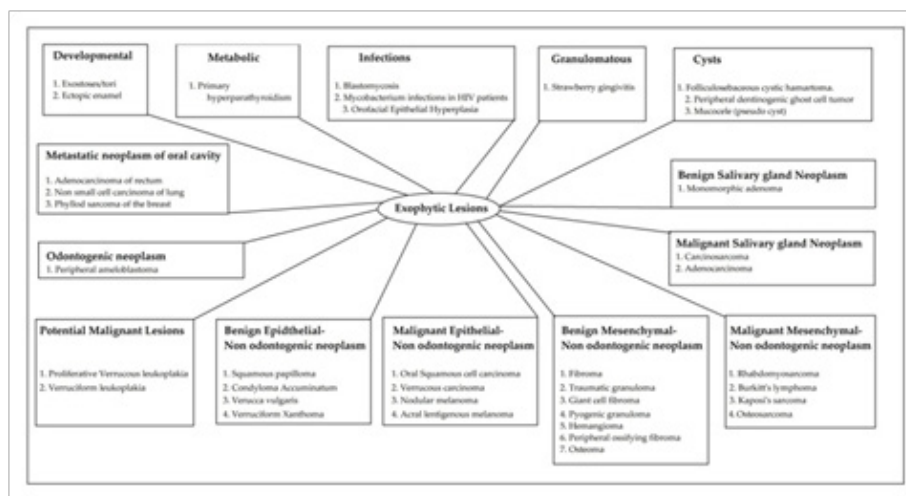 Developmental
1. Exostoses/tori
2. Ectopic enamel
Metabolic
1. Primary
hyperparathyroidism
Infections
1. Blastomycosis
2. Mycobacterium infections in HIV patients
3. Orofacial Epithelial Hyperplasia
Granulomatous
1. Strawberry gingivitis
Cysts
1. Folliculosebaceous cystic hamartoma.
2. Peripheral dentinogenic ghost cell tumor
3. Mucocele (pseudo cyst)
Metastatic neoplasm of oral cavity
1. Adenocarcinoma of rectum
2. Non small cell carcinoma of lung
3. Phyllod sarcoma of the breast
Benign Salivary gland Neoplasm
1. Monomorphic adenoma
Exophytic Lesions
Odontogenic neoplasm
1. Peripheral ameloblastoma
Malignant Salivary gland Neoplasm
1. Carcinosarcoma
2. Adenocarcinoma
Potential Malignant Lesions
1. Proliferative Verrucous leukoplakia
2. Verruciform leukoplakia
Benign Epidthelial-
Non odontogenic neoplasm
1. Squamous papilloma
2. Condyloma Accuminatum
3. Verucca vulgaris
4. Verruciform Xanthoma
Malignant Epithelial-
Non odontogenic neoplasm
1. Oral Squamous cell carcinoma
2. Verrucous carcinoma
3. Nodular melanoma
4. Acral lentigenous melanoma
Benign Mesenchymal-
Non odontogenic neoplasm
1. Fibroma
2. Traumatic granuloma
3. Giant cell fibroma
4. Pyogenic granuloma
5. Hemangioma
6. Peripheral ossifying fibroma
7. Osteoma
Malignant Mesenchymal-
Non odontogenic neoplasm
1. Rhabdomyosarcoma
2. Burkitt's lymphoma
3. Kaposi's sarcoma
4. Osteosarcoma